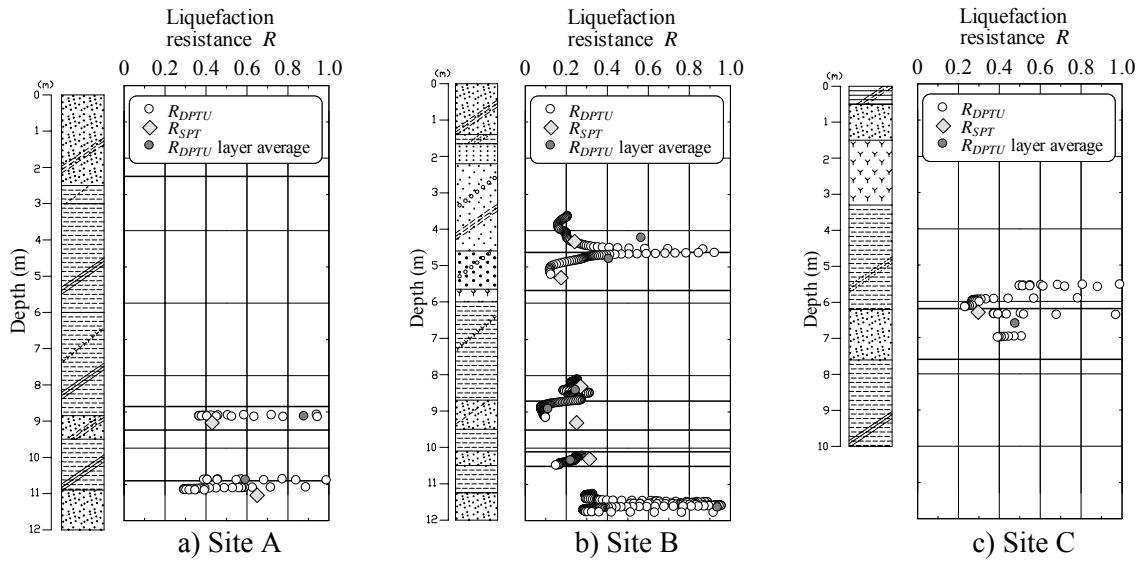 Liquefaction
resistance R
0 0.2 0.4 0.6 0.8 1.0
(m)
0
1
2
3
4
5
6
7
8
9
10
11
12
Depth (m)
R_DPTU
R_SPT
R_DPTU layer average
a) Site A
Liquefaction
resistance R
0 0.2 0.4 0.6 0.8 1.0
(m)
0
1
2
3
4
5
6
7
8
9
10
11
12
Depth (m)
R_DPTU
R_SPT
R_DPTU layer average
b) Site B
Liquefaction
resistance R
0 0.2 0.4 0.6 0.8 1.0
(m)
0
1
2
3
4
5
6
7
8
9
10
Depth (m)
R_DPTU
R_SPT
R_DPTU layer average
c) Site C